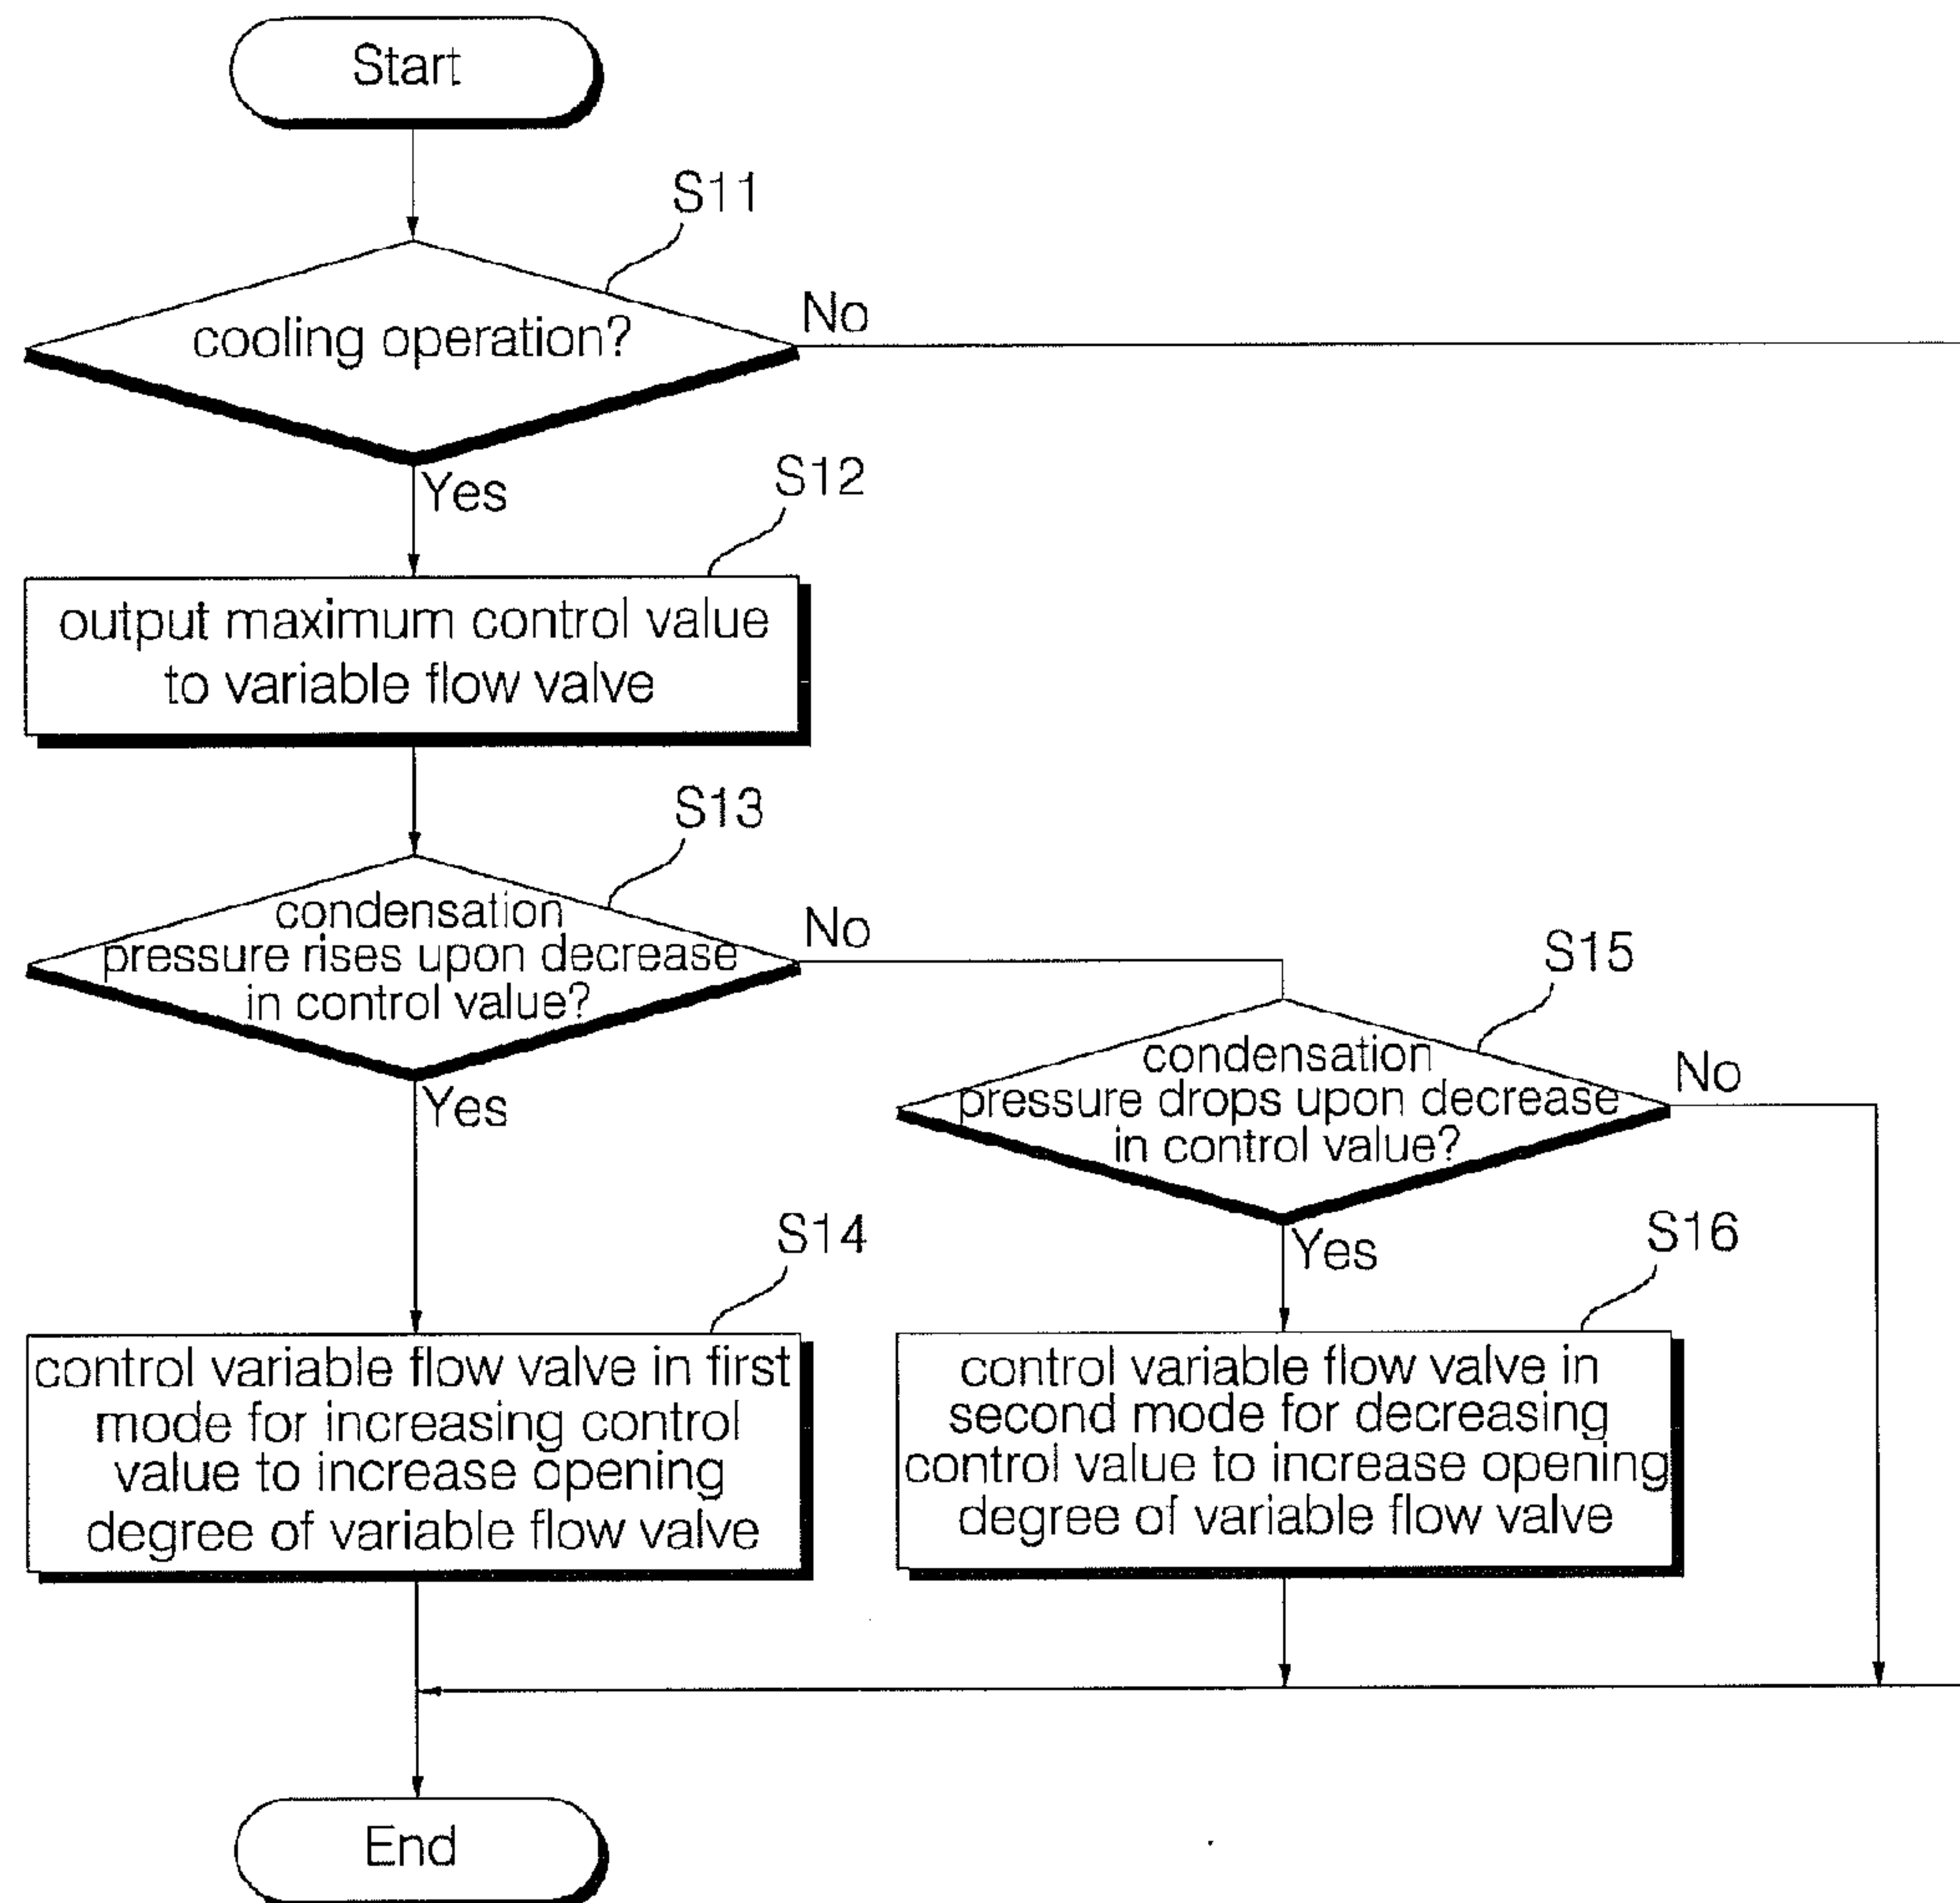 Start
S11
cooling operation?
No
Yes
S12
output maximum control value
to variable flow valve
S13
condensation
pressure rises upon decrease
in control value?
No
Yes
S15
condensation
pressure drops upon decrease
in control value?
No
Yes
S14
control variable flow valve in first
mode for increasing control
value to increase opening
degree of variable flow valve
S16
control variable flow valve in
second mode for decreasing
control value to increase opening
degree of variable flow valve
End